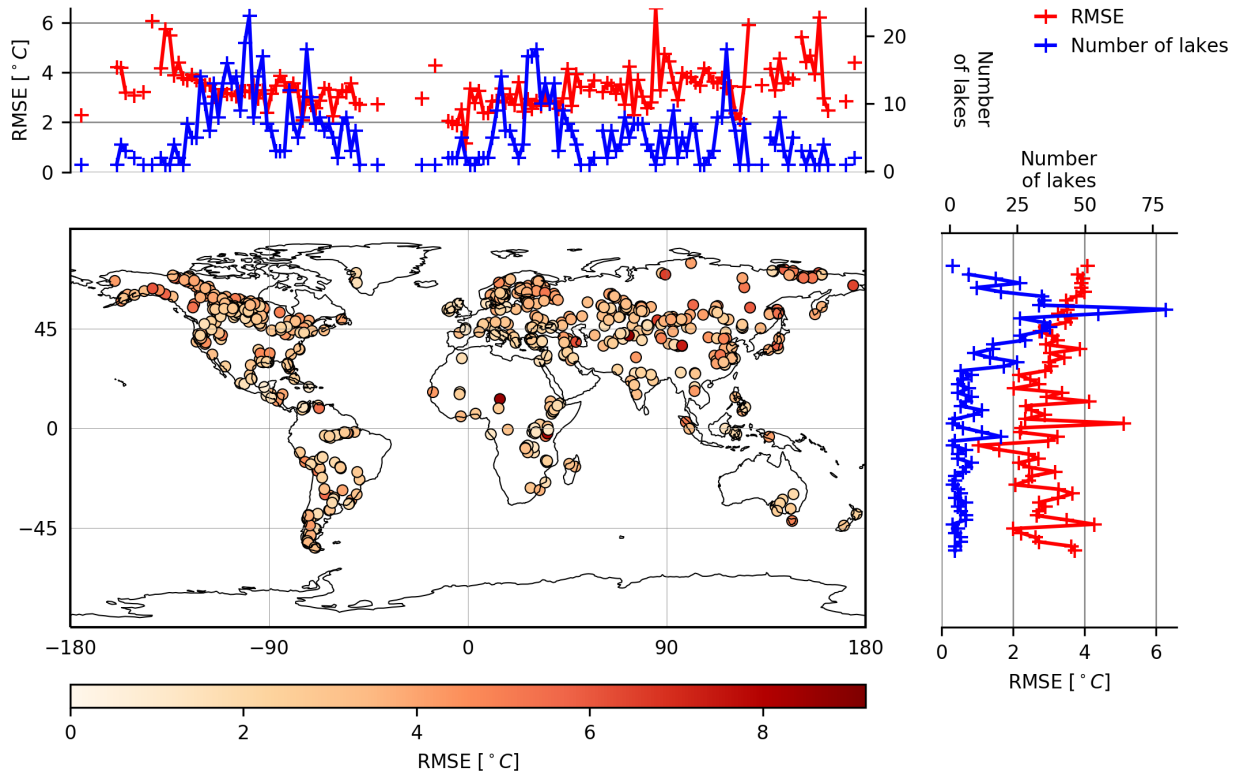 6
4
2
0
RMSE [°C]
20
10
0
Number
of lakes
RMSE
Number of lakes
Number
of lakes
0 25 50 75
45
0
−45
−180 −90 0 90 180
0 2 4 6
RMSE [°C]
0 2 4 6 8
RMSE [°C]